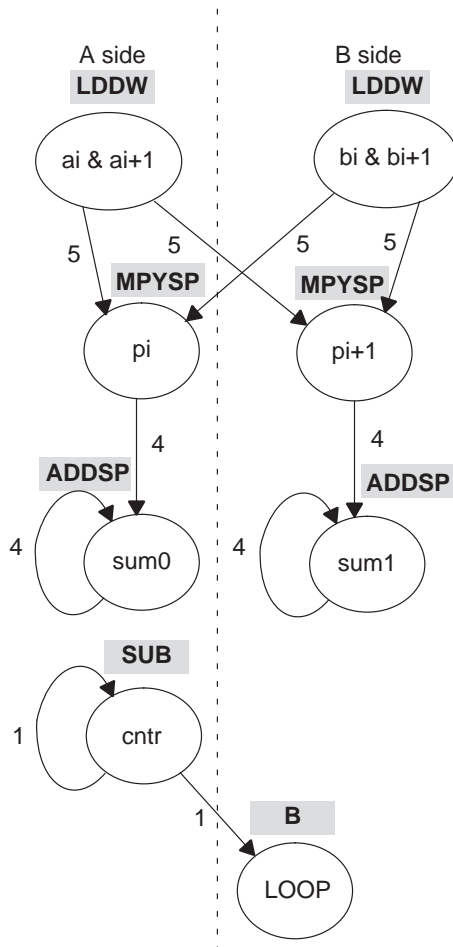 A side B side
LDDW LDDW
ai & ai+1 bi & bi+1
5 5 5 5
MPYSP MPYSP
pi pi+1
4 4
ADDSP ADDSP
4 sum0 4 sum1
SUB
1 cntr
1 B
LOOP